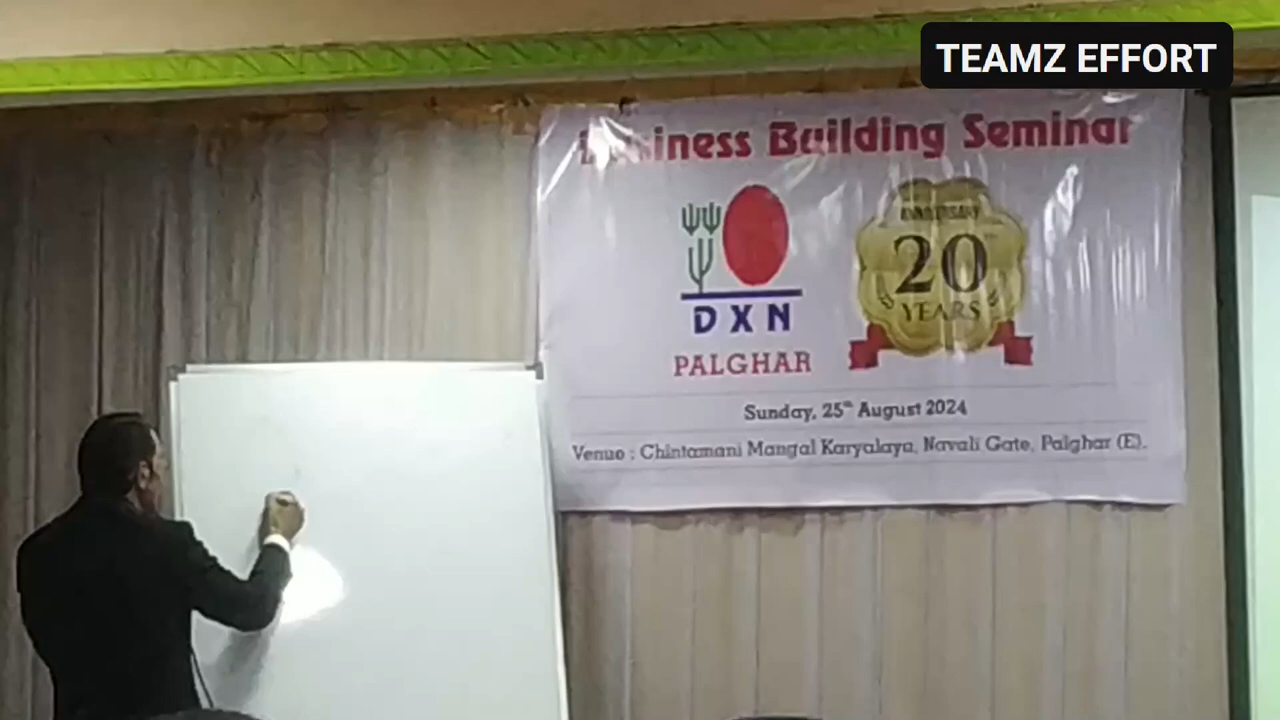 TEAMZ EFFORT
Business Building Seminar
ANNIVERSARY
20
YEARS
DXN
PALGHAR
Sunday, 25th August 2024
Venue : Chintamani Mangal Karyalaya, Navali Gate, Palghar (E).